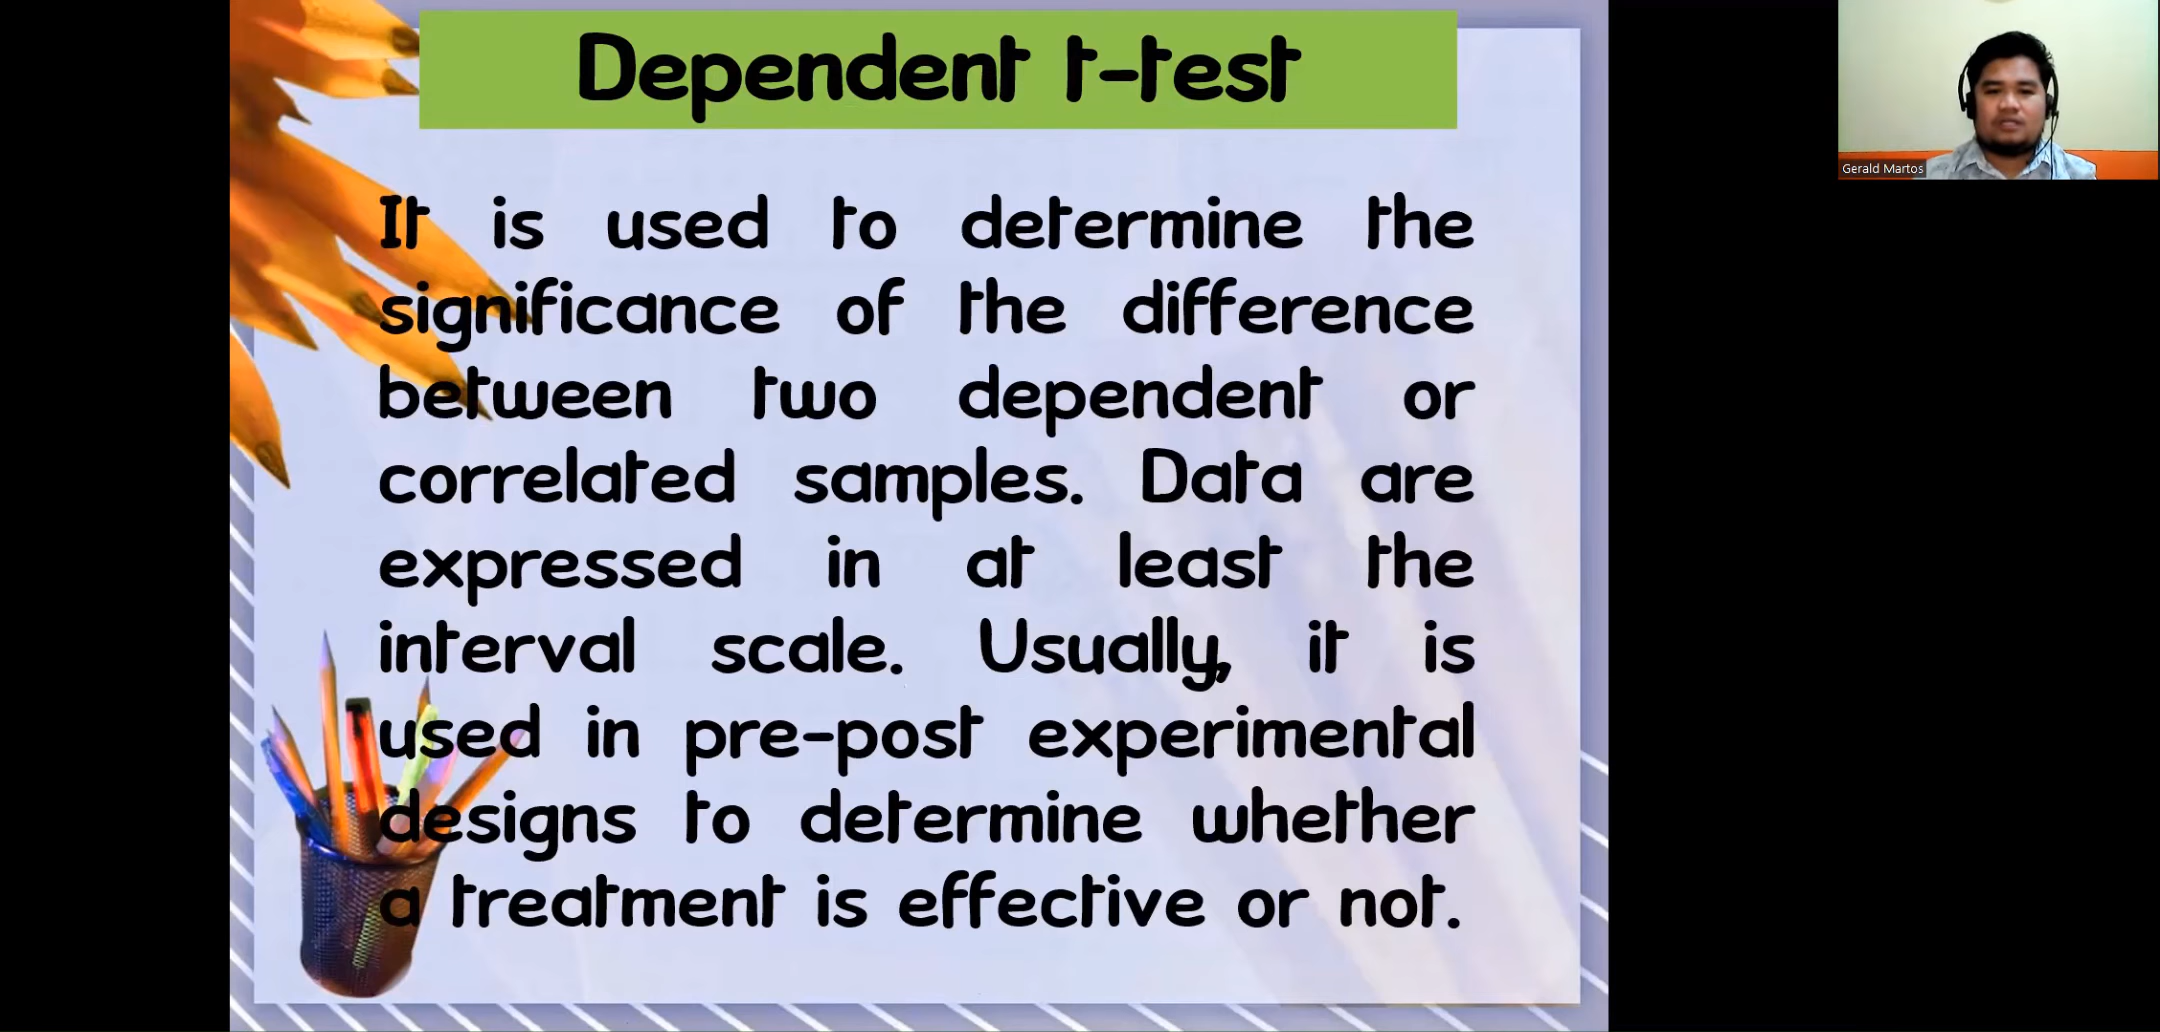 Dependent t-test
It is used to determine the
significance of the difference
between two dependent or
correlated samples. Data are
expressed in at least the
interval scale. Usually, it is
used in pre-post experimental
designs to determine whether
a treatment is effective or not.
Gerald Martos